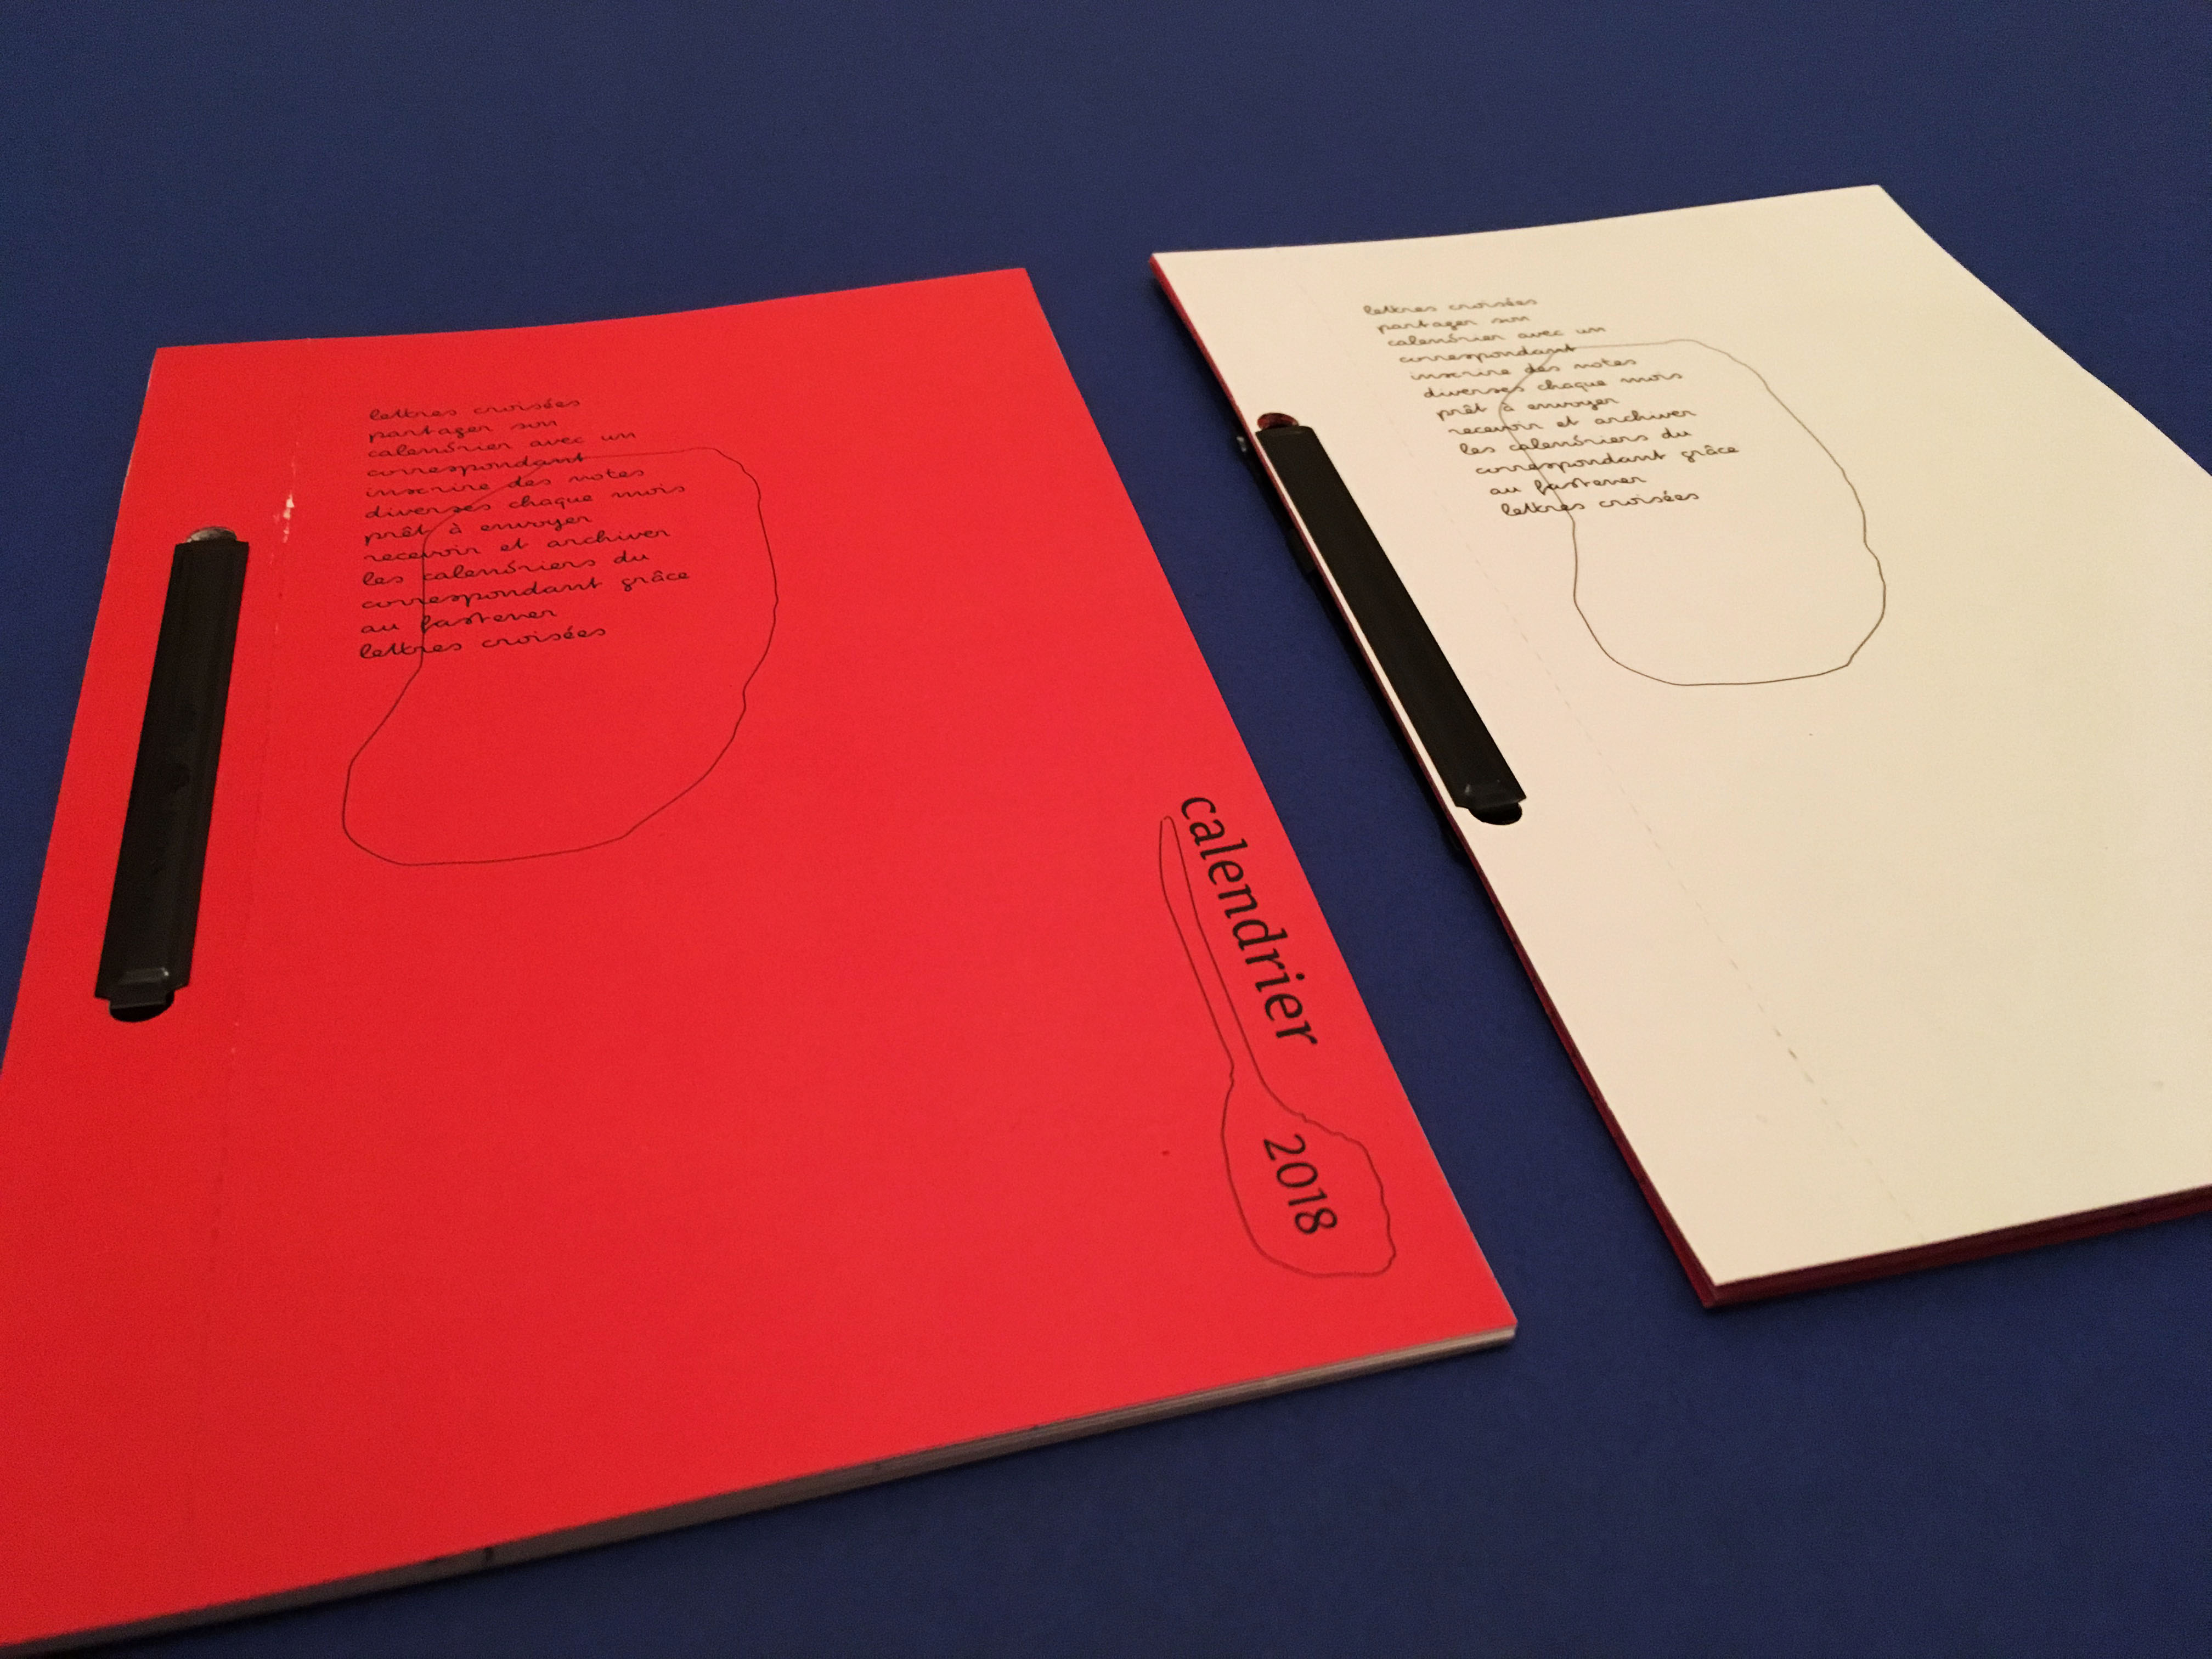 lettres croisées
partager son
calendrier avec un
correspondant
inscrire des notes
diverses chaque mois
prêt à envoyer
recevoir et archiver
les calendriers du
correspondant grâce
au fastener
lettres croisées
calendrier 2018
lettres croisées
partager son
calendrier avec un
correspondant
inscrire des notes
diverses chaque mois
prêt à envoyer
recevoir et archiver
les calendriers du
correspondant grâce
au fastener
lettres croisées